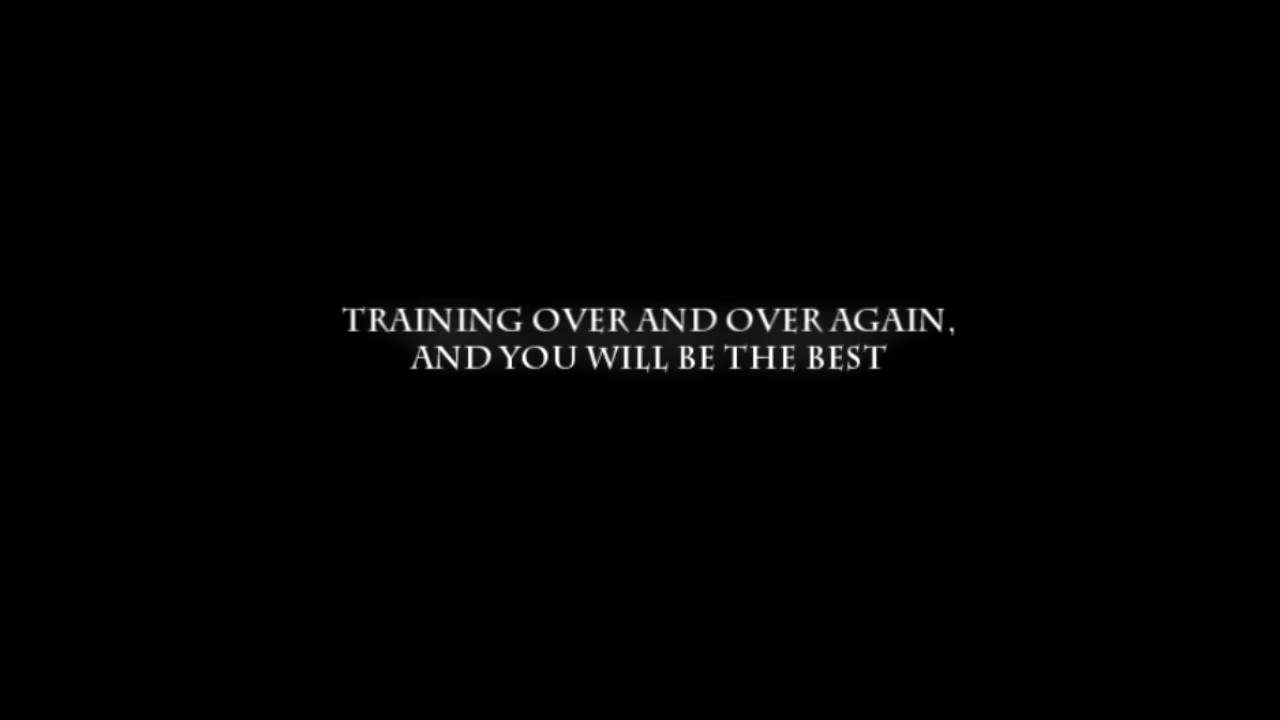 TRAINING OVER AND OVER AGAIN,
AND YOU WILL BE THE BEST